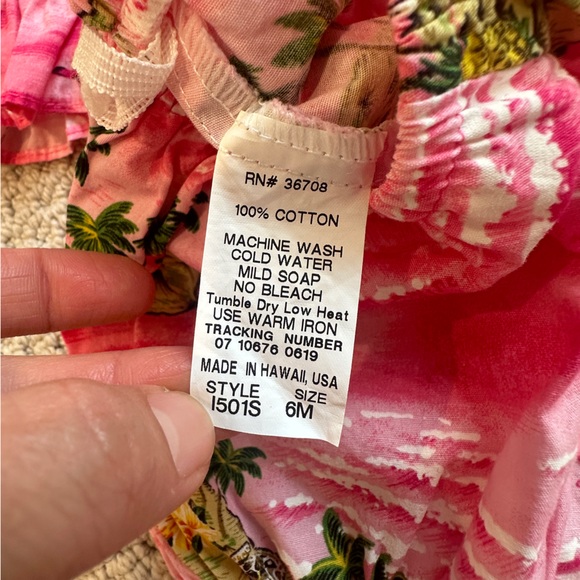 RN# 36708
100% COTTON
MACHINE WASH
COLD WATER
MILD SOAP
NO BLEACH
Tumble Dry Low Heat
USE WARM IRON
TRACKING NUMBER
07 10676 0619
MADE IN HAWAII, USA
STYLE SIZE
I501S 6M